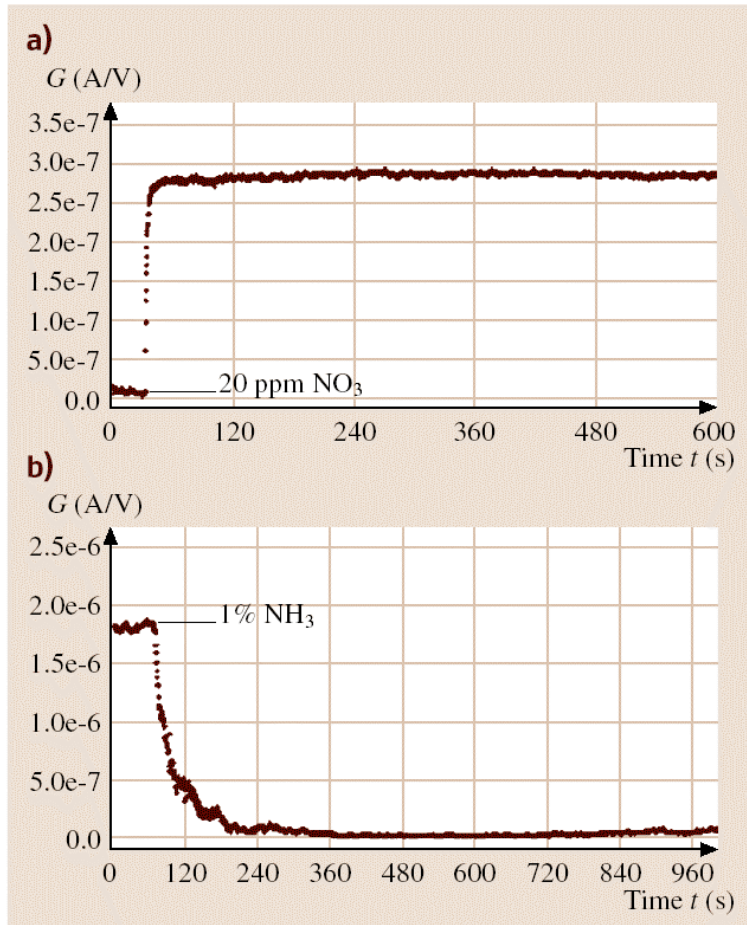 a)
G (A/V)
3.5e-7
3.0e-7
2.5e-7
2.0e-7
1.5e-7
1.0e-7
5.0e-7
0.0
20 ppm NO₃
0 120 240 360 480 600
Time t (s)
b)
G (A/V)
2.5e-6
2.0e-6
1% NH₃
1.5e-6
1.0e-6
5.0e-7
0.0
0 120 240 360 480 600 720 840 960
Time t (s)